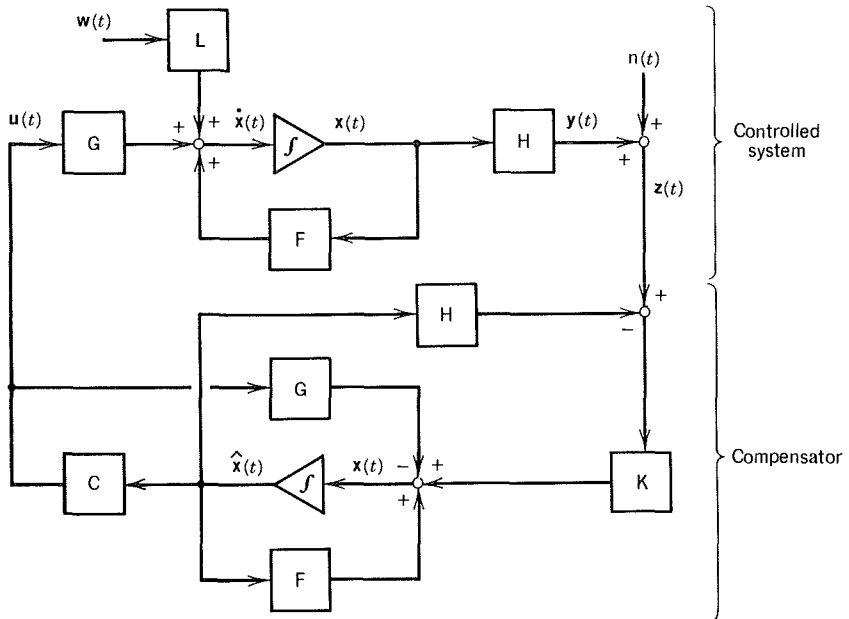 w(t)
L
n(t)
u(t)
G
+
+
+
ẋ(t)
∫
x(t)
H
y(t)
+
+
z(t)
F
Controlled
system
H
+
−
G
C
x̂(t)
∫
x(t)
−
+
+
K
F
Compensator